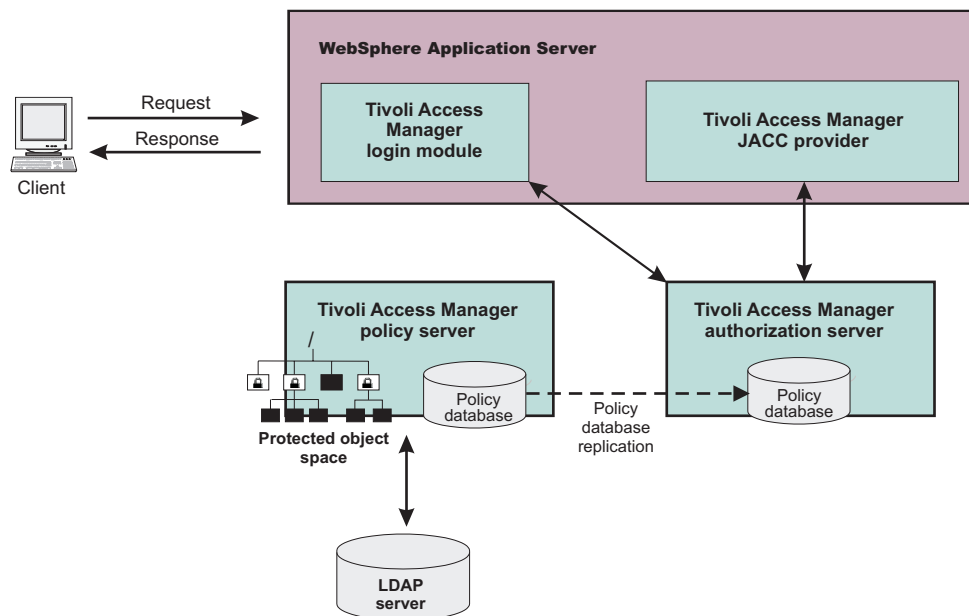 WebSphere Application Server
Request
Response
Client
Tivoli Access
Manager
login module
Tivoli Access Manager
JACC provider
Tivoli Access Manager
policy server
/
Policy
database
Protected object
space
Policy
database
replication
Tivoli Access Manager
authorization server
Policy
database
LDAP
server